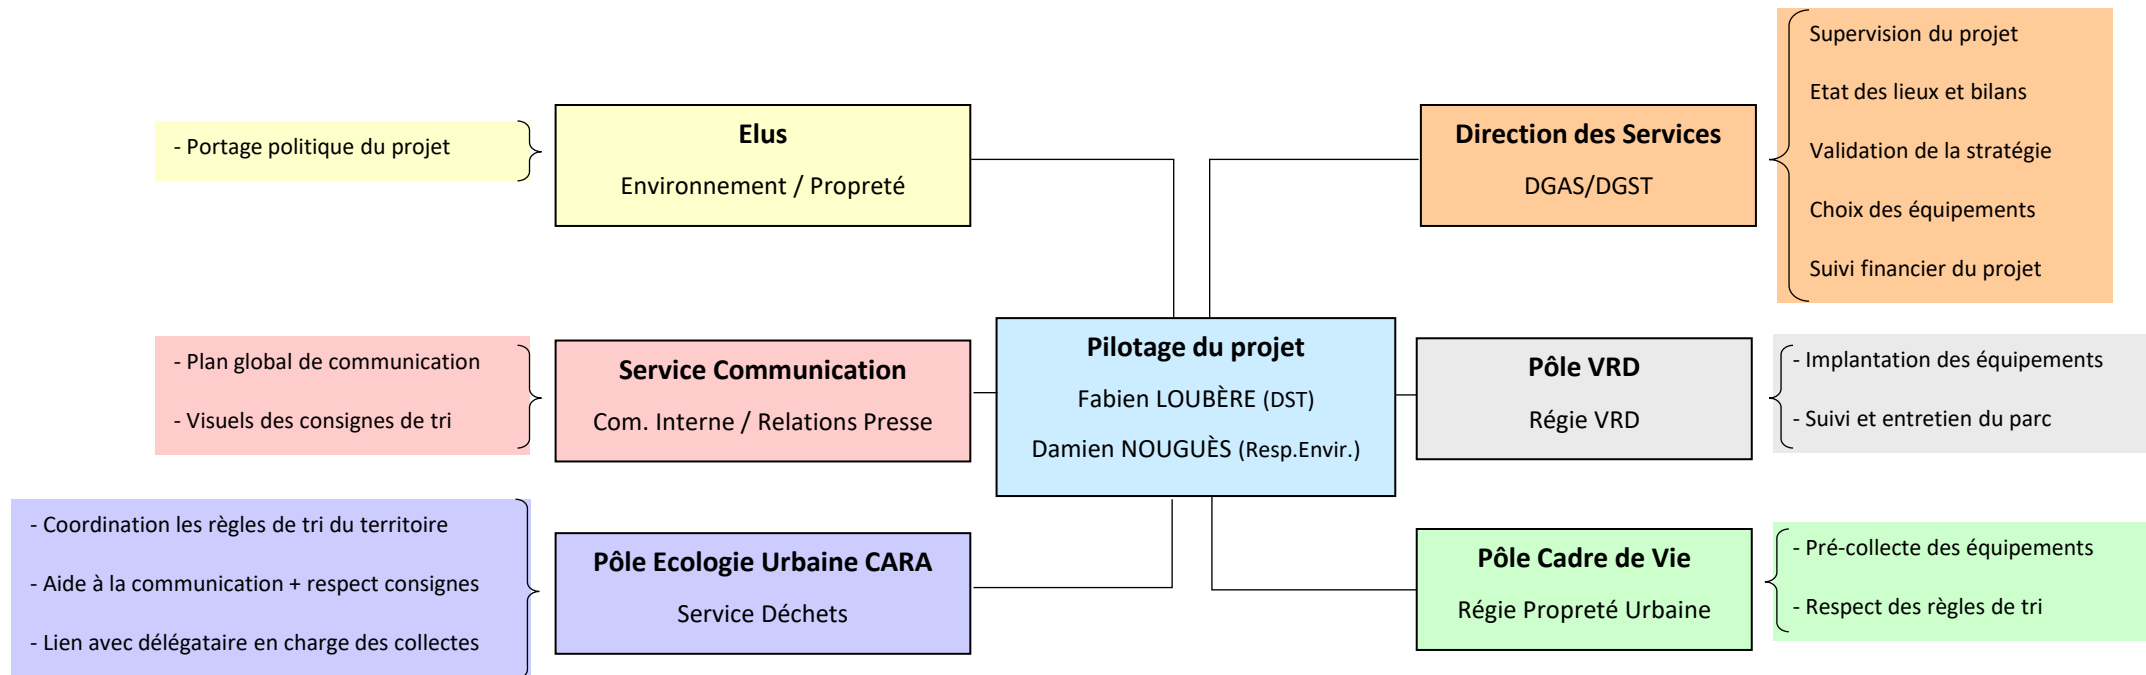 - Portage politique du projet
Elus
Environnement / Propreté
Direction des Services
DGAS/DGST
Supervision du projet
Etat des lieux et bilans
Validation de la stratégie
Choix des équipements
Suivi financier du projet
- Plan global de communication
- Visuels des consignes de tri
Service Communication
Com. Interne / Relations Presse
Pilotage du projet
Fabien LOUBÈRE (DST)
Damien NOUGUÈS (Resp.Envir.)
Pôle VRD
Régie VRD
- Implantation des équipements
- Suivi et entretien du parc
- Coordination les règles de tri du territoire
- Aide à la communication + respect consignes
- Lien avec délégataire en charge des collectes
Pôle Ecologie Urbaine CARA
Service Déchets
Pôle Cadre de Vie
Régie Propreté Urbaine
- Pré-collecte des équipements
- Respect des règles de tri